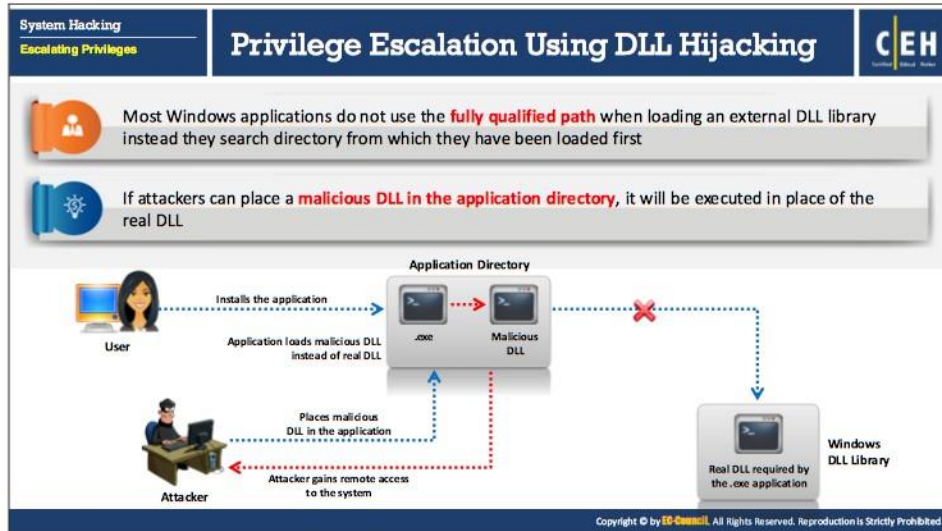 System Hacking
Escalating Privileges
Privilege Escalation Using DLL Hijacking
CEH
Certified Ethical Hacker
Most Windows applications do not use the fully qualified path when loading an external DLL library
instead they search directory from which they have been loaded first
If attackers can place a malicious DLL in the application directory, it will be executed in place of the
real DLL
Application Directory
Installs the application
.exe
Malicious
DLL
User
Application loads malicious DLL
instead of real DLL
Places malicious
DLL in the application
Attacker gains remote access
to the system
Attacker
Real DLL required by
the .exe application
Windows
DLL Library
Copyright © by EC-Council. All Rights Reserved. Reproduction is Strictly Prohibited